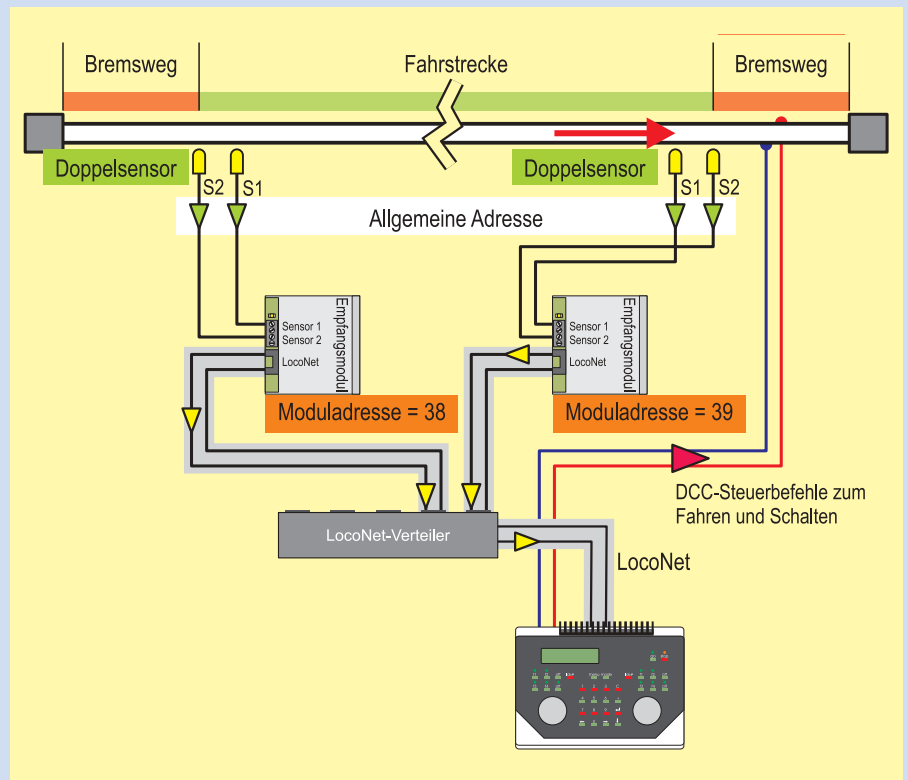 Bremsweg
Fahrstrecke
Bremsweg
Doppelsensor
S2
S1
Doppelsensor
S1
S2
Allgemeine Adresse
Sensor 1
Sensor 2
LocoNet
Empfangsmodul
Sensor 1
Sensor 2
LocoNet
Empfangsmodul
Moduladresse = 38
Moduladresse = 39
DCC-Steuerbefehle zum
Fahren und Schalten
LocoNet-Verteiler
LocoNet